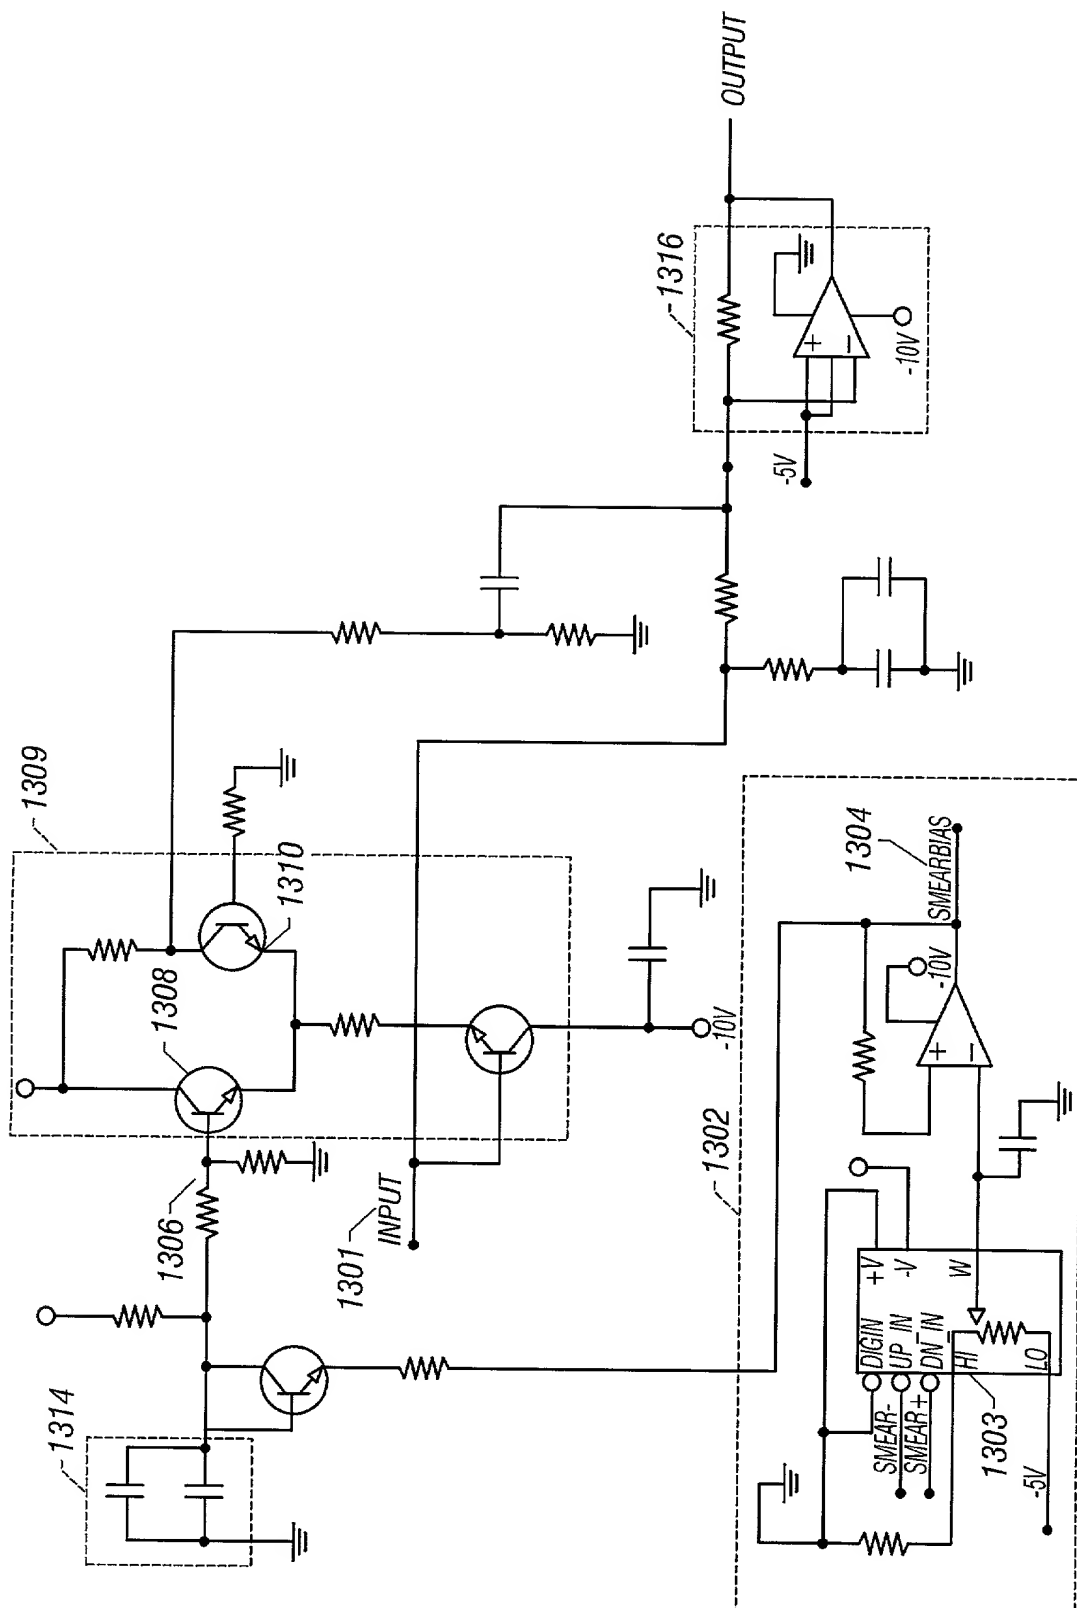 OUTPUT
1316
-10V
-5V
1309
1310
1308
-10V
1306
1301
INPUT
1314
1302
1304
SMEARBIAS
-10V
+
-
+
-
+V
-V
W
DIGIN
UP_IN
DN_IN
HI
LO
SMEAR-
SMEAR+
1303
-5V